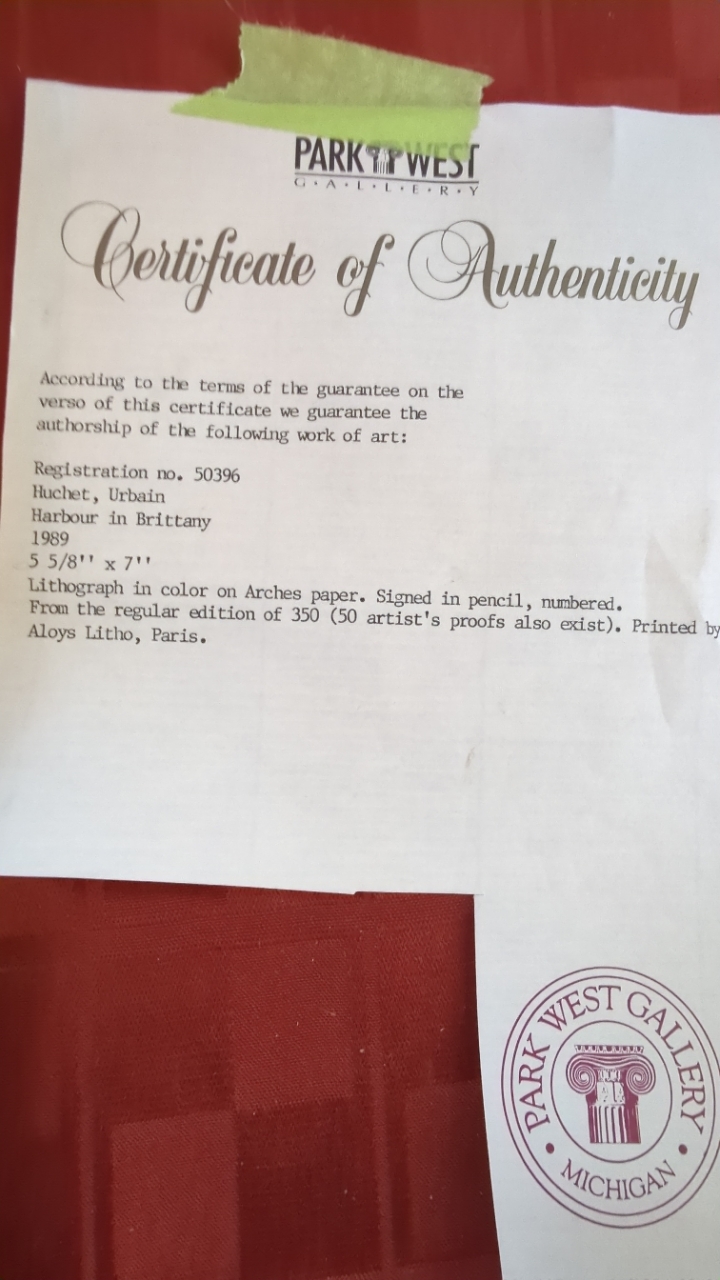 PARK WEST
G·A·L·L·E·R·Y
Certificate of Authenticity
According to the terms of the guarantee on the
verso of this certificate we guarantee the
authorship of the following work of art:
Registration no. 50396
Huchet, Urbain
Harbour in Brittany
1989
5 5/8'' x 7''
Lithograph in color on Arches paper. Signed in pencil, numbered.
From the regular edition of 350 (50 artist's proofs also exist). Printed by
Aloys Litho, Paris.
PARK WEST GALLERY
• MICHIGAN •